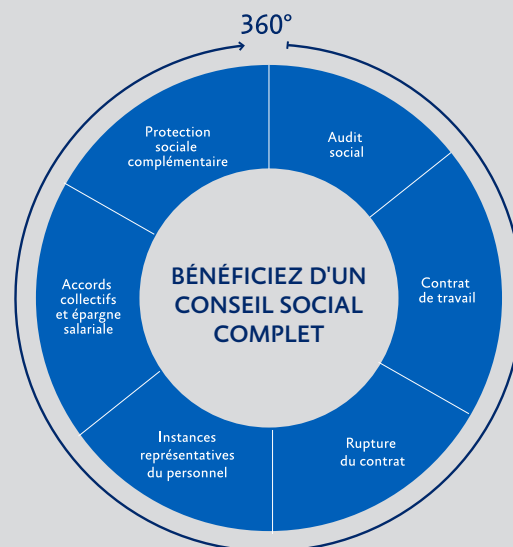 360°
Audit
social
Contrat
de travail
Rupture
du contrat
Instances
représentatives
du personnel
Accords
collectifs
et épargne
salariale
Protection
sociale
complémentaire
BÉNÉFICIEZ D'UN
CONSEIL SOCIAL
COMPLET